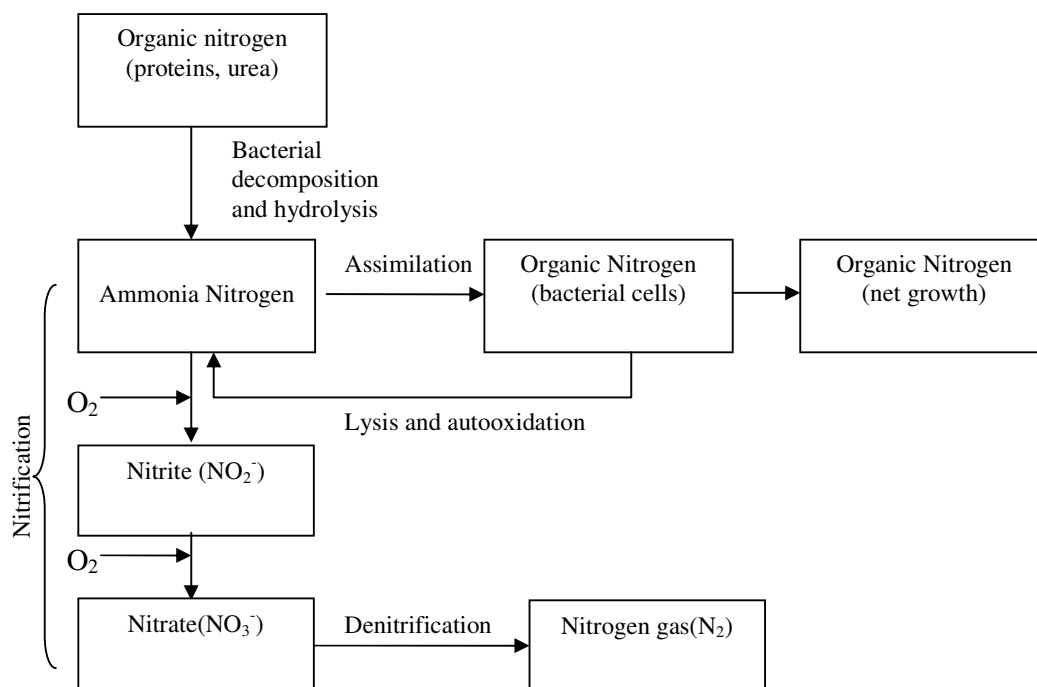 Organic nitrogen
(proteins, urea)
Bacterial
decomposition
and hydrolysis
Ammonia Nitrogen
Assimilation
Organic Nitrogen
(bacterial cells)
Organic Nitrogen
(net growth)
O₂
Lysis and autooxidation
Nitrification
Nitrite (NO₂⁻)
O₂
Nitrate(NO₃⁻)
Denitrification
Nitrogen gas(N₂)